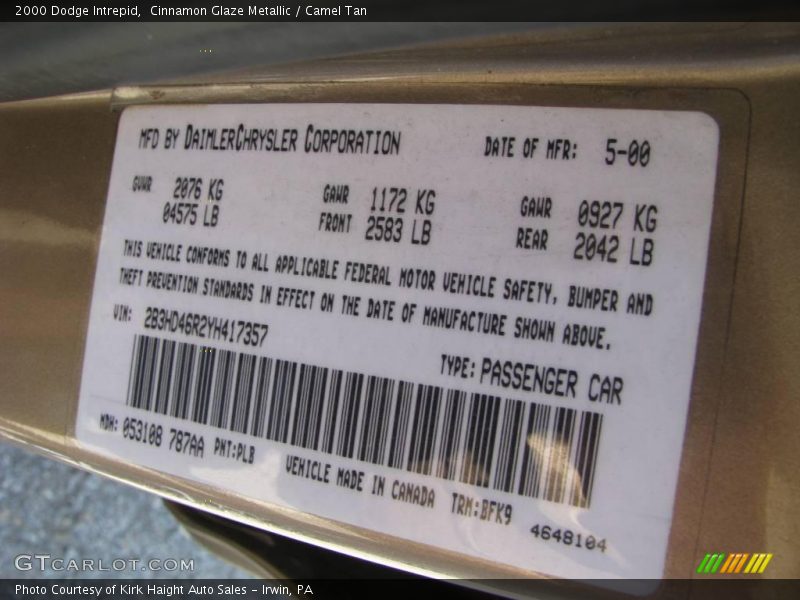 2000 Dodge Intrepid,  Cinnamon Glaze Metallic / Camel Tan
MFD BY DAIMLERCHRYSLER CORPORATION DATE OF MFR: 5-00
GVWR 2076 KG GAWR 1172 KG GAWR 0927 KG
04575 LB FRONT 2583 LB REAR 2042 LB
THIS VEHICLE CONFORMS TO ALL APPLICABLE FEDERAL MOTOR VEHICLE SAFETY, BUMPER AND
THEFT PREVENTION STANDARDS IN EFFECT ON THE DATE OF MANUFACTURE SHOWN ABOVE.
VIN: 2B3HD46R2YH417357 TYPE: PASSENGER CAR
MDH: 053108 787AA PNT:PLB VEHICLE MADE IN CANADA TRM:BFK9 4648104
GTCARLOT.COM
Photo Courtesy of Kirk Haight Auto Sales – Irwin, PA